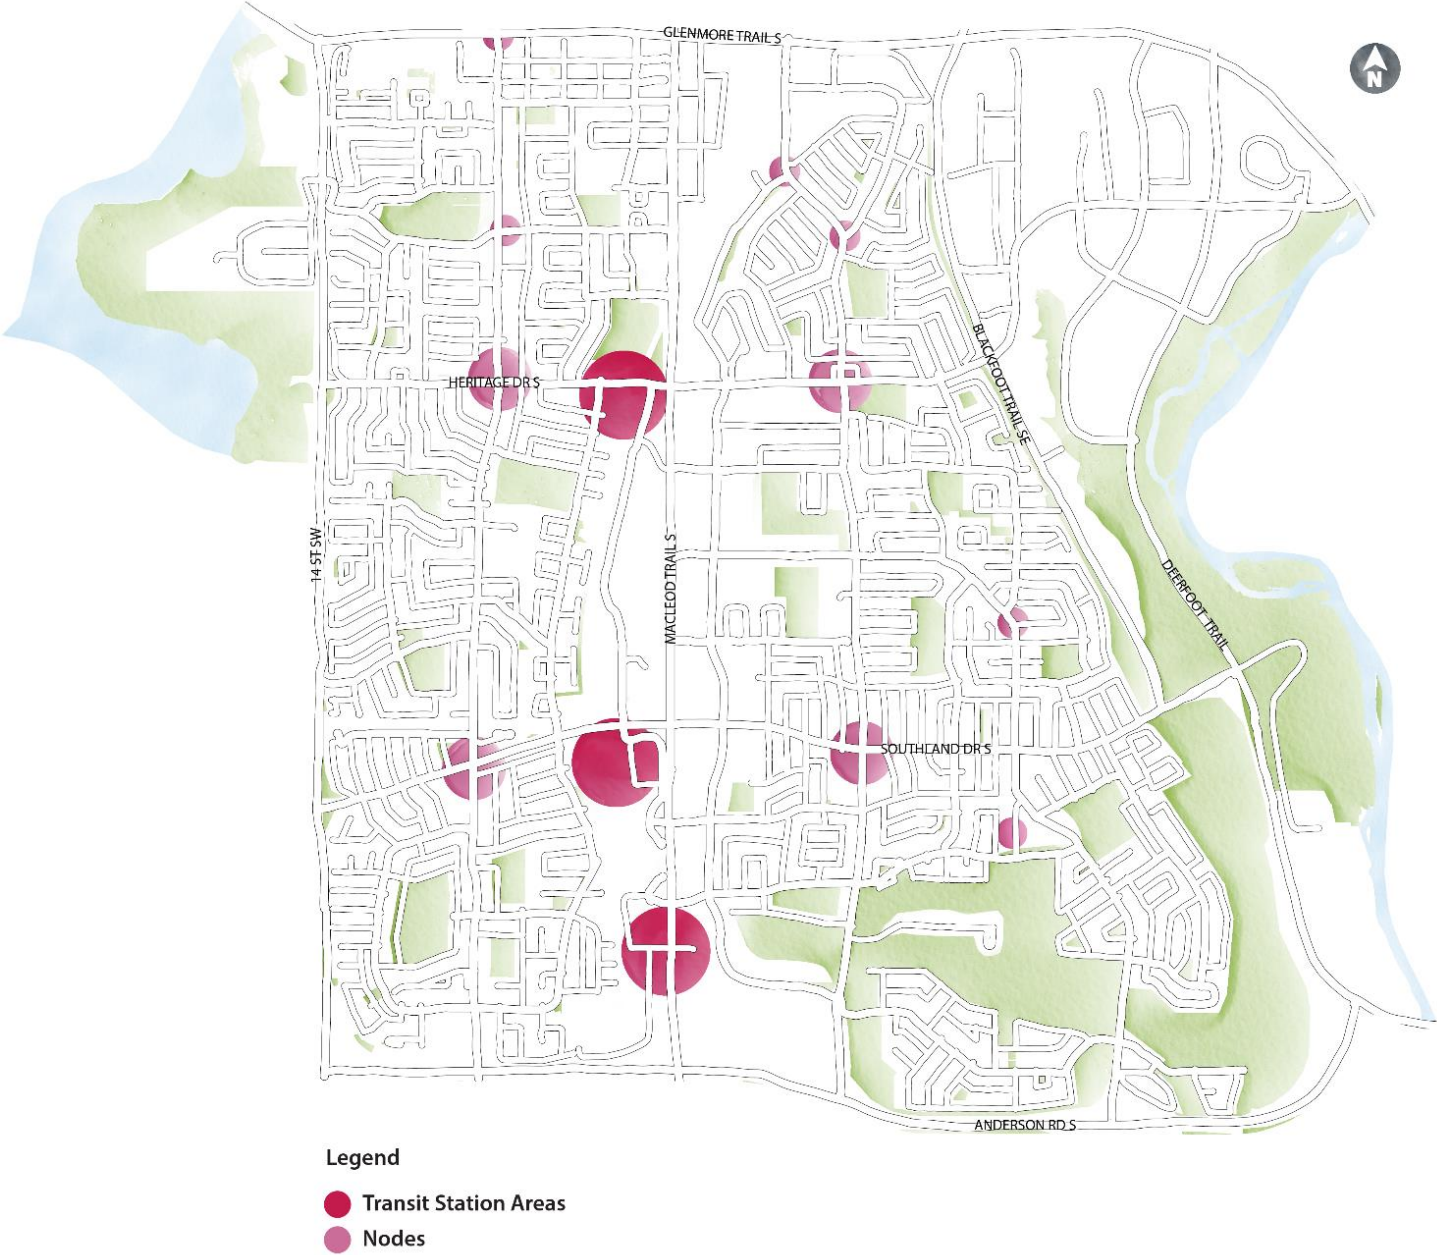 GLENMORE TRAIL S
N
BLACKFOOT TRAIL SE
HERITAGE DR S
14 ST SW
MACLEOD TRAIL S
DEERFOOT TRAIL
SOUTHLAND DR S
ANDERSON RD S
Legend
Transit Station Areas
Nodes